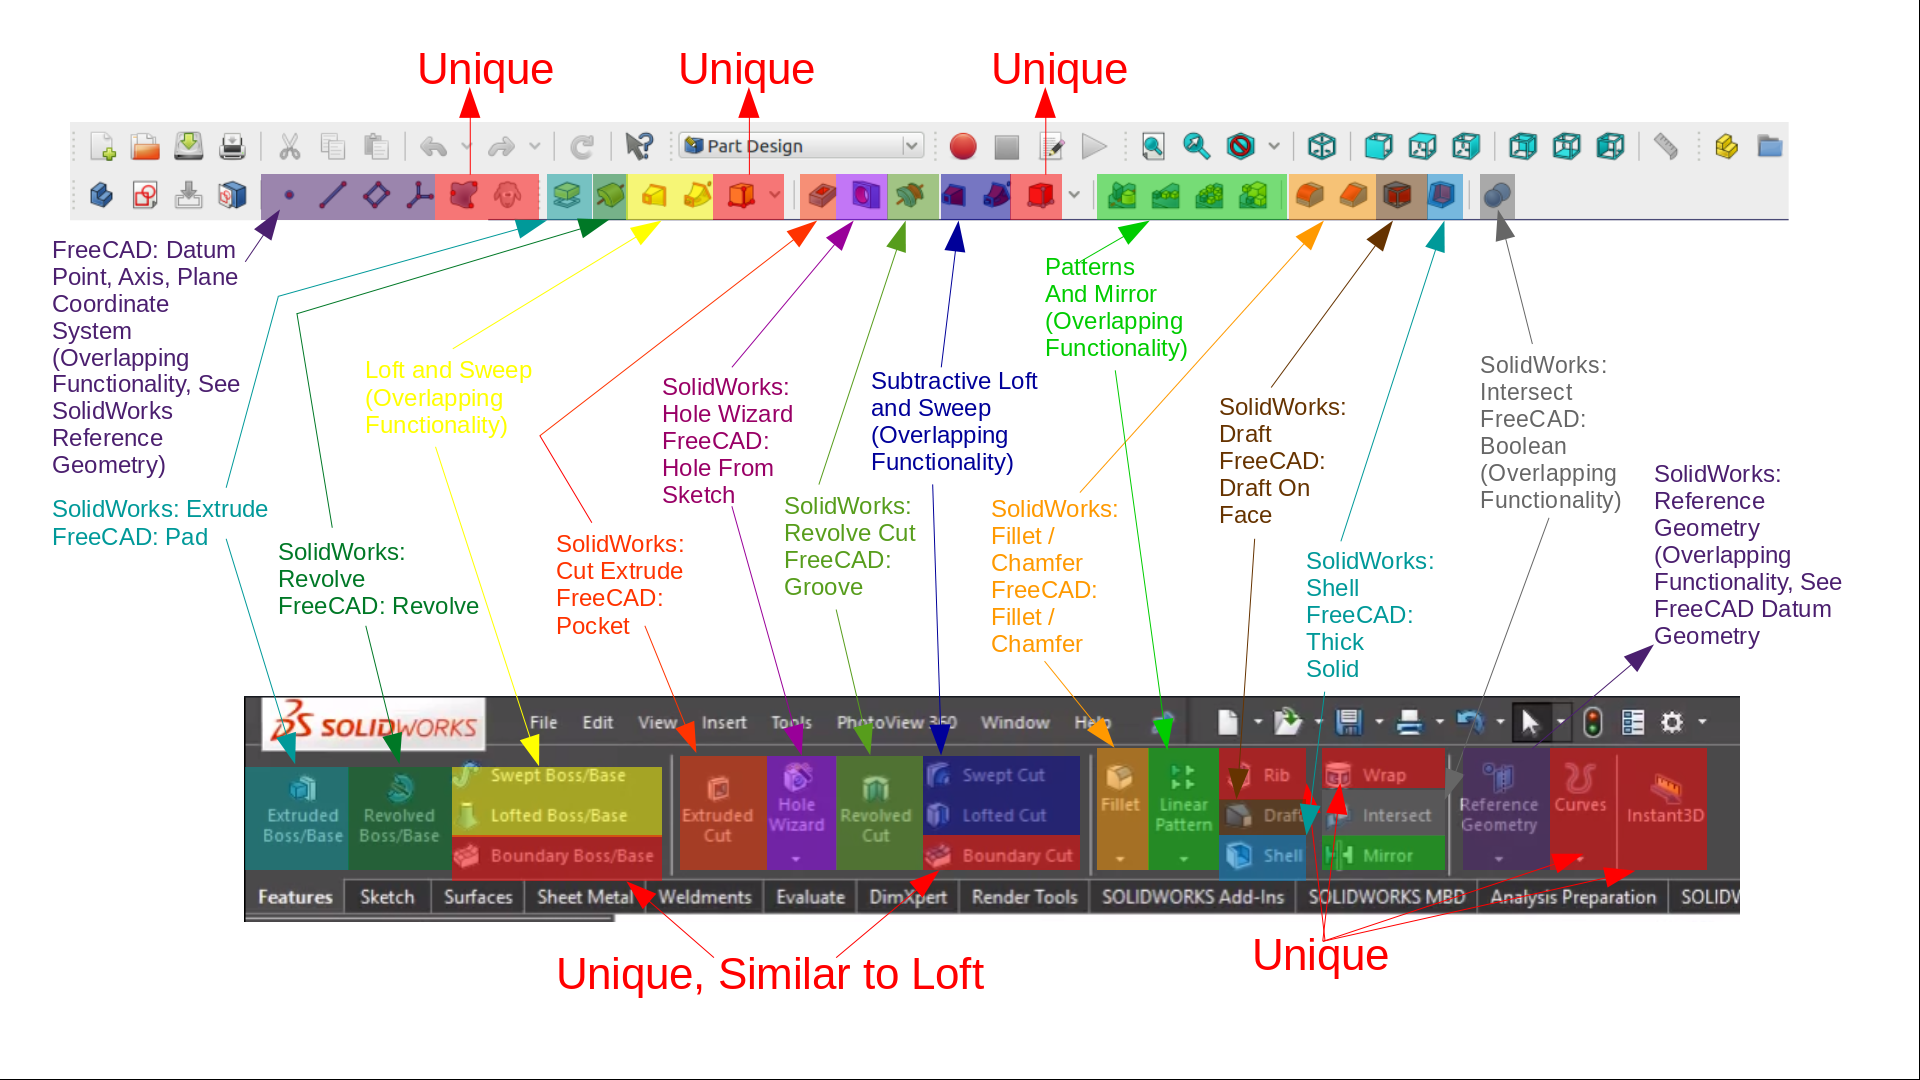 Unique
Unique
Unique
Part Design
FreeCAD: Datum
Point, Axis, Plane
Coordinate
System
(Overlapping
Functionality, See
SolidWorks
Reference
Geometry)
SolidWorks: Extrude
FreeCAD: Pad
SolidWorks:
Revolve
FreeCAD: Revolve
Loft and Sweep
(Overlapping
Functionality)
SolidWorks:
Cut Extrude
FreeCAD:
Pocket
SolidWorks:
Hole Wizard
FreeCAD:
Hole From
Sketch
SolidWorks:
Revolve Cut
FreeCAD:
Groove
Subtractive Loft
and Sweep
(Overlapping
Functionality)
Patterns
And Mirror
(Overlapping
Functionality)
SolidWorks:
Fillet /
Chamfer
FreeCAD:
Fillet /
Chamfer
SolidWorks:
Draft
FreeCAD:
Draft On
Face
SolidWorks:
Shell
FreeCAD:
Thick
Solid
SolidWorks:
Intersect
FreeCAD:
Boolean
(Overlapping
Functionality)
SolidWorks:
Reference
Geometry
(Overlapping
Functionality, See
FreeCAD Datum
Geometry
SOLIDWORKS File Edit View Insert Tools PhotoView 360 Window Help
Extruded
Boss/Base
Revolved
Boss/Base
Swept Boss/Base
Lofted Boss/Base
Boundary Boss/Base
Extruded
Cut
Hole
Wizard
Revolved
Cut
Swept Cut
Lofted Cut
Boundary Cut
Fillet
Linear
Pattern
Rib
Draft
Shell
Wrap
Intersect
Mirror
Reference
Geometry
Curves
Instant3D
Features Sketch Surfaces Sheet Metal Weldments Evaluate DimXpert Render Tools SOLIDWORKS Add-Ins SOLIDWORKS MBD Analysis Preparation SOLIDW
Unique, Similar to Loft
Unique